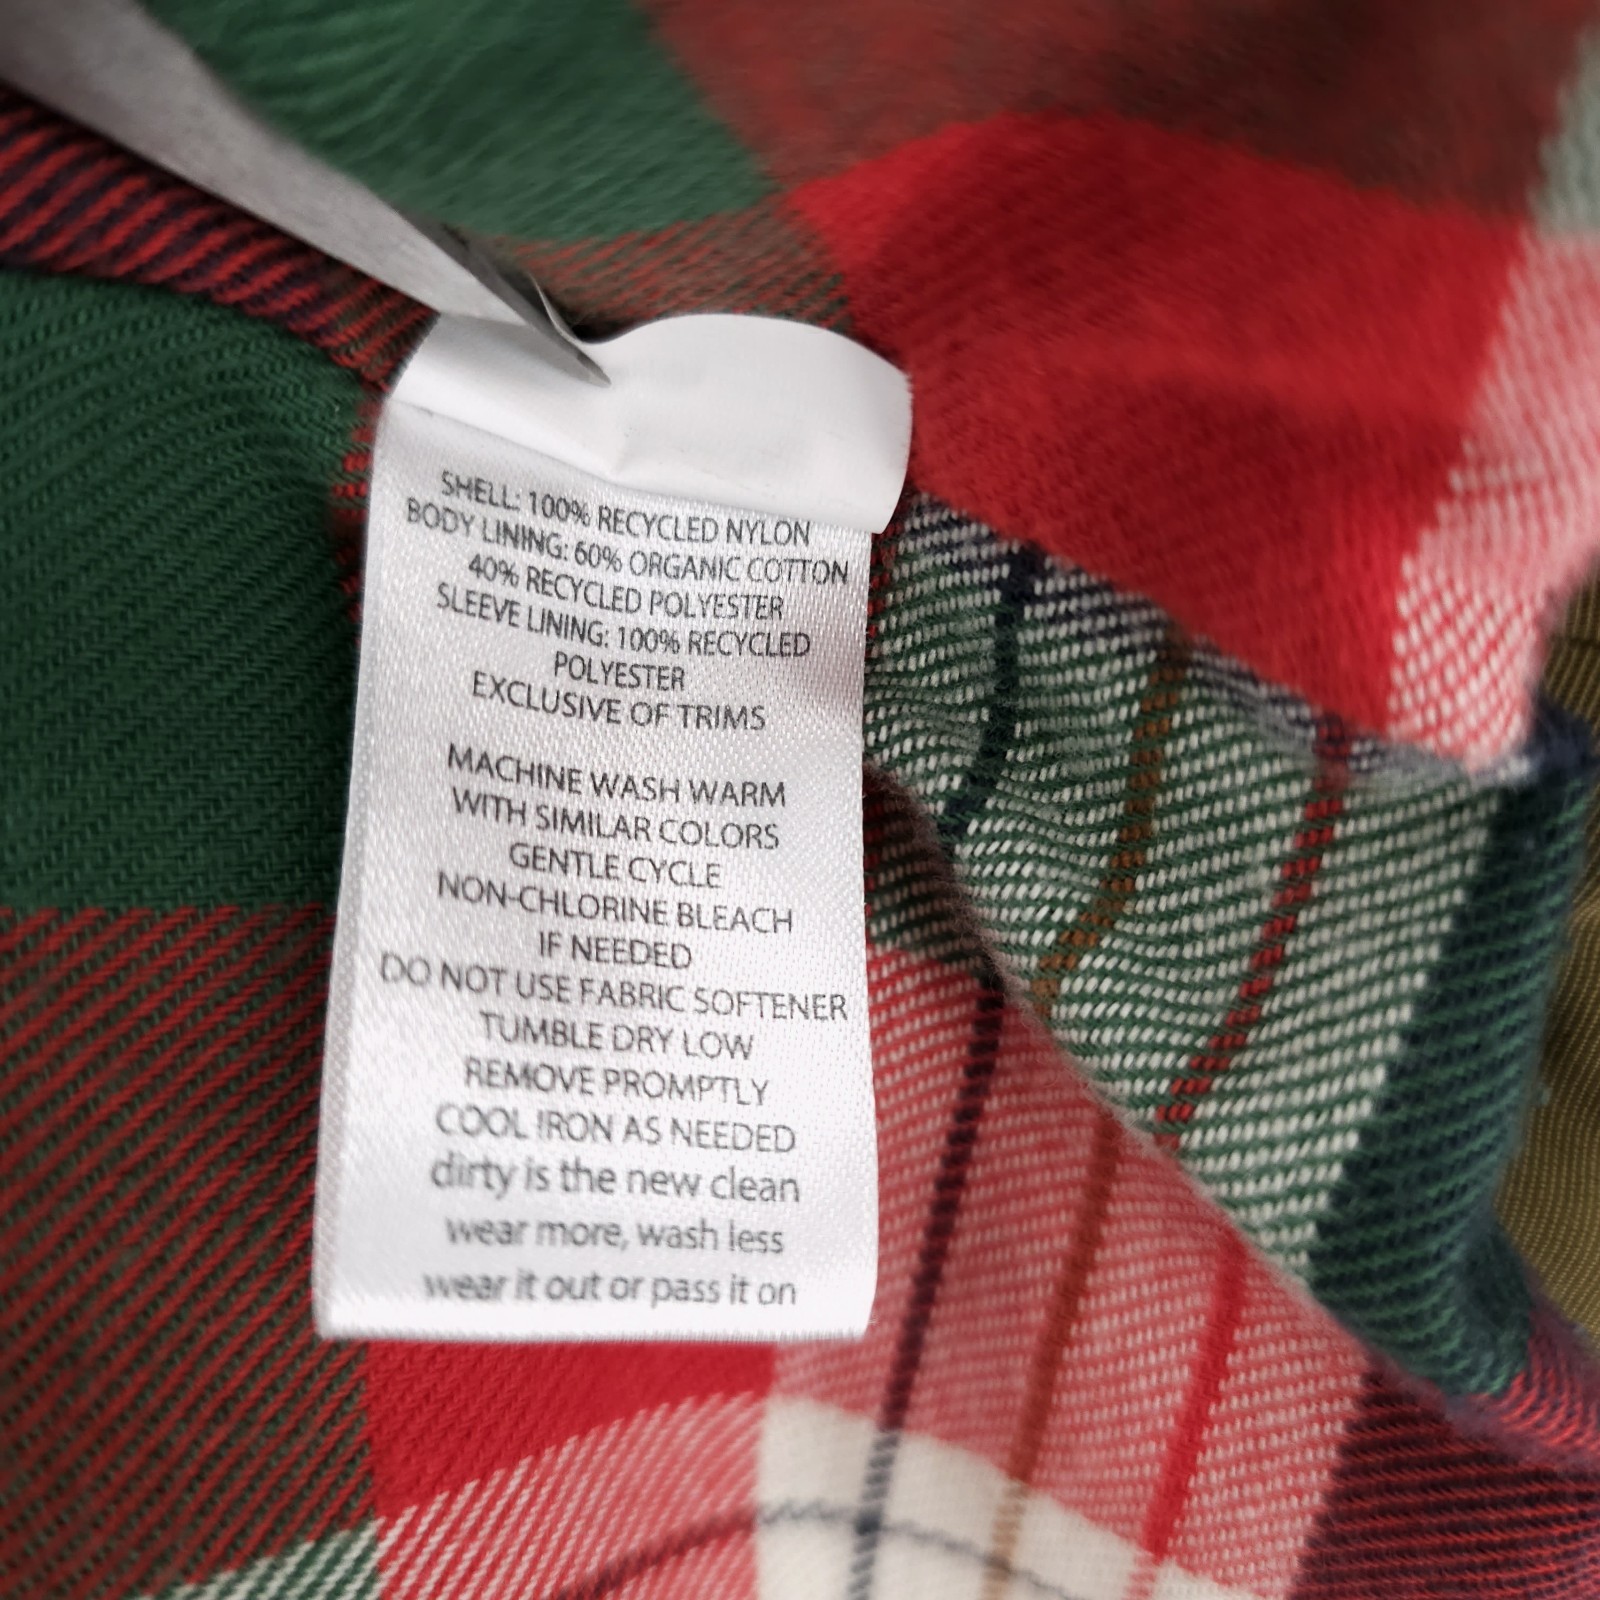 SHELL: 100% RECYCLED NYLON
BODY LINING: 60% ORGANIC COTTON
40% RECYCLED POLYESTER
SLEEVE LINING: 100% RECYCLED
POLYESTER
EXCLUSIVE OF TRIMS
MACHINE WASH WARM
WITH SIMILAR COLORS
GENTLE CYCLE
NON-CHLORINE BLEACH
IF NEEDED
DO NOT USE FABRIC SOFTENER
TUMBLE DRY LOW
REMOVE PROMPTLY
COOL IRON AS NEEDED
dirty is the new clean
wear more, wash less
wear it out or pass it on